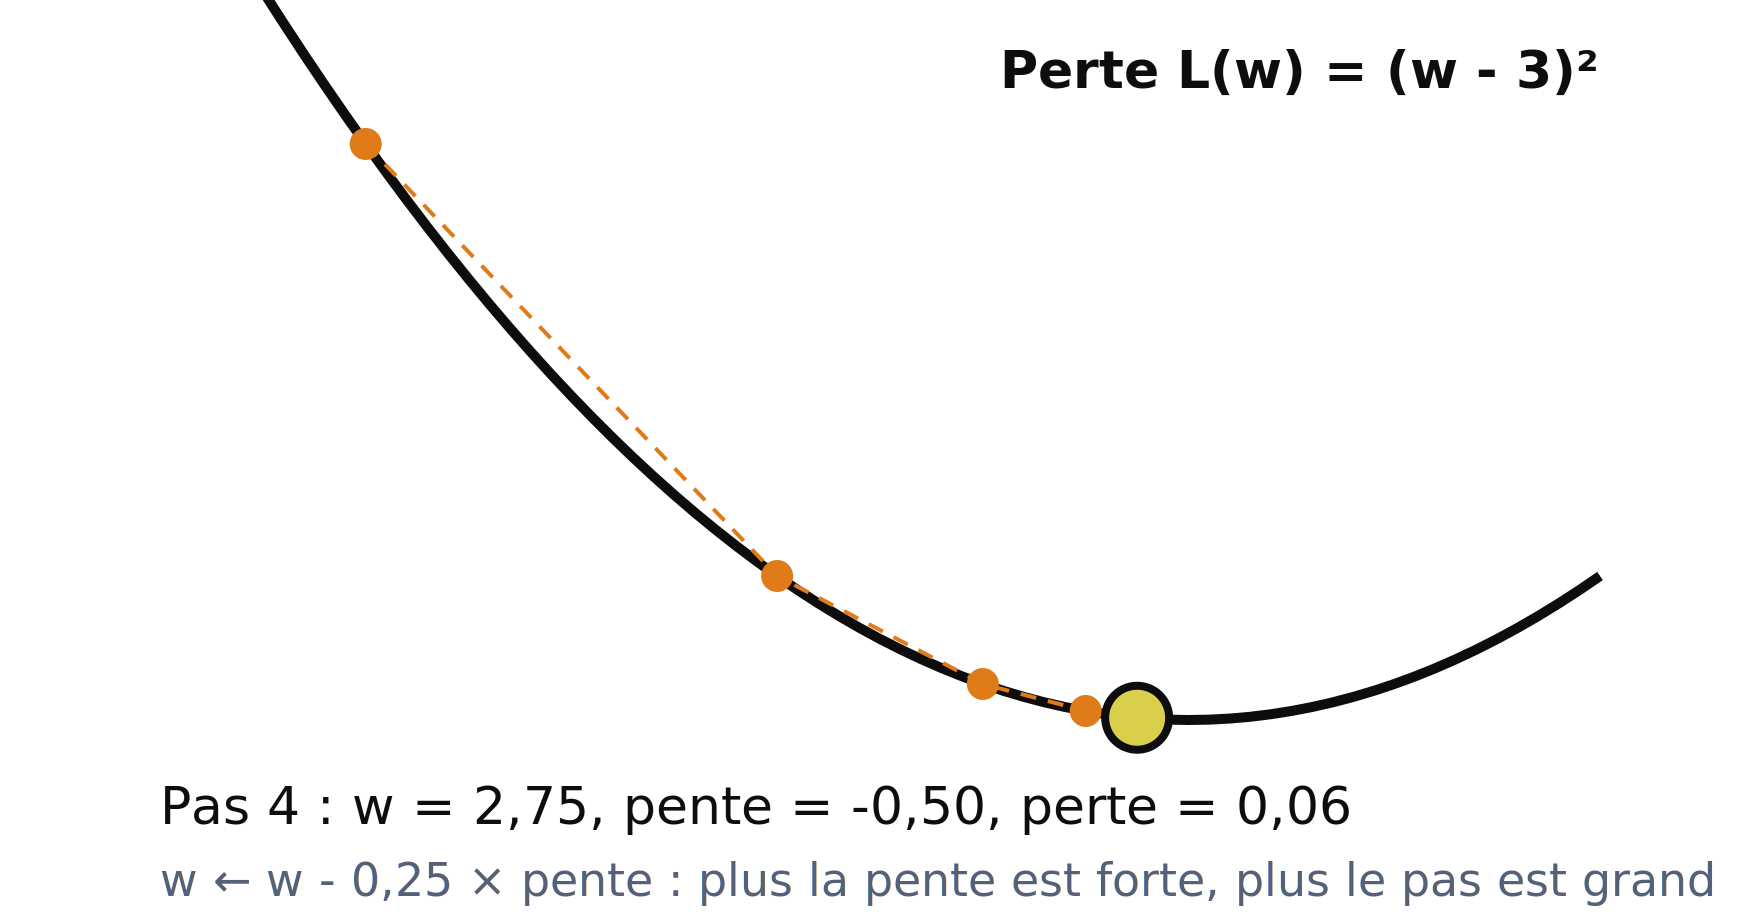 Perte L(w) = (w - 3)²
Pas 4 : w = 2,75, pente = -0,50, perte = 0,06
w ← w - 0,25 × pente : plus la pente est forte, plus le pas est grand